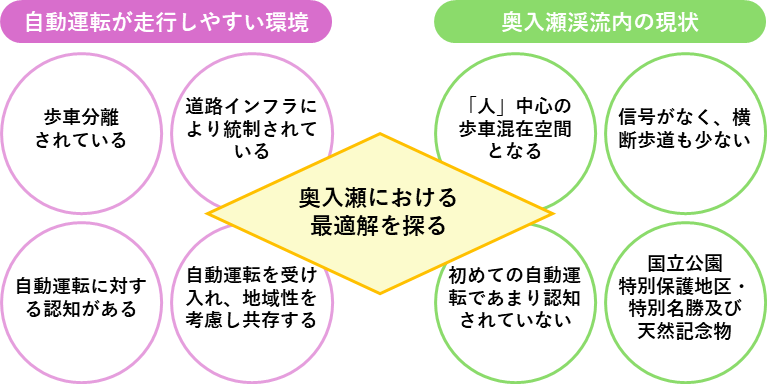 自動運転が走行しやすい環境
歩車分離
されている
道路インフラに
より統制されて
いる
自動運転に対す
る認知がある
自動運転を受け
入れ、地域性を
考慮し共存する
奥入瀬における
最適解を探る
奥入瀬渓流内の現状
「人」中心の
歩車混在空間
となる
信号がなく、横
断歩道も少ない
初めての自動運
転であまり認知
されていない
国立公園
特別保護地区・
特別名勝及び
天然記念物